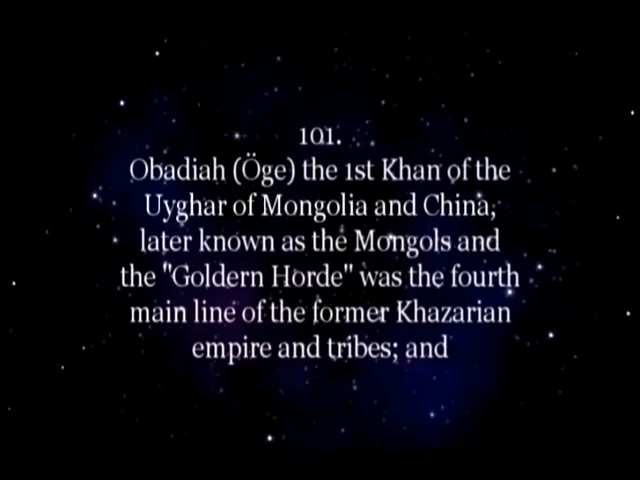 101.
Obadiah (Öge) the 1st Khan of the
Uyghar of Mongolia and China,
later known as the Mongols and
the "Goldern Horde" was the fourth
main line of the former Khazarian
empire and tribes; and